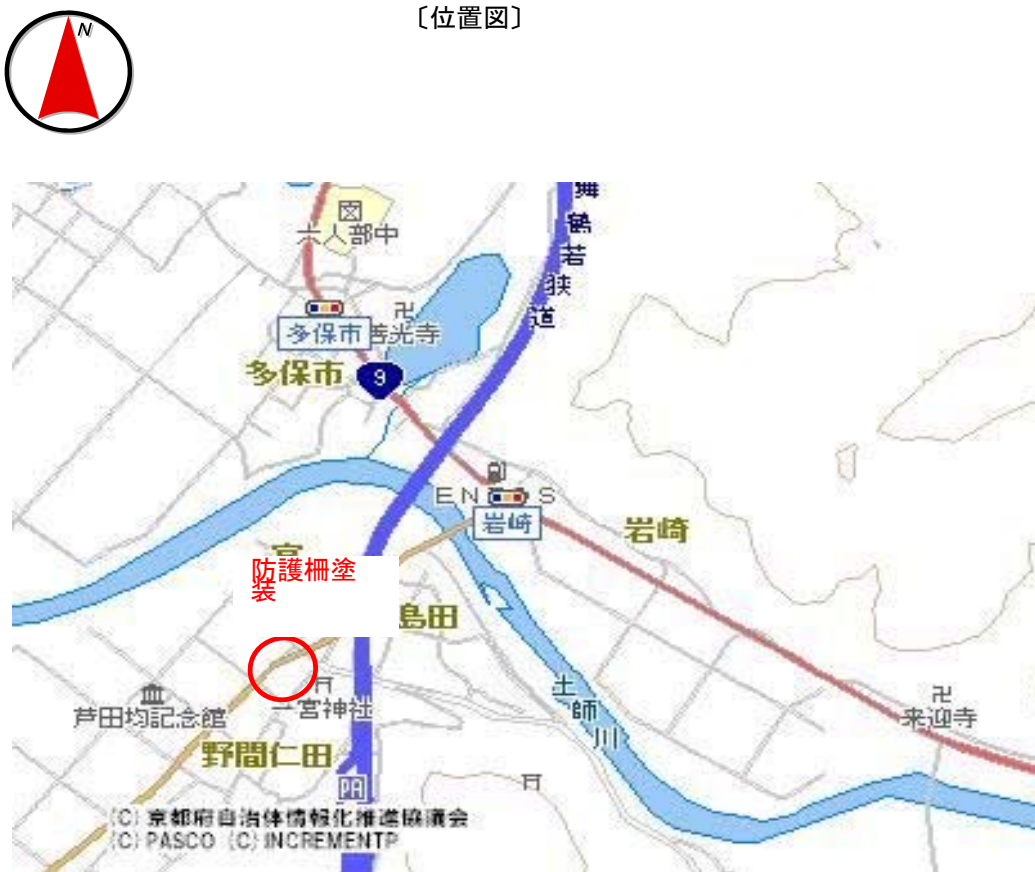 〔位置図〕
N
舞鶴若狭道
六人部中
多保市
善光寺
多保市
9
ENEOS
岩崎
岩崎
防護柵塗
装
島田
土師川
芦田均記念館
一宮神社
来迎寺
野間仁田
PA
(C) 京都府自治体情報化推進協議会
(C) PASCO (C) INCREMENTP